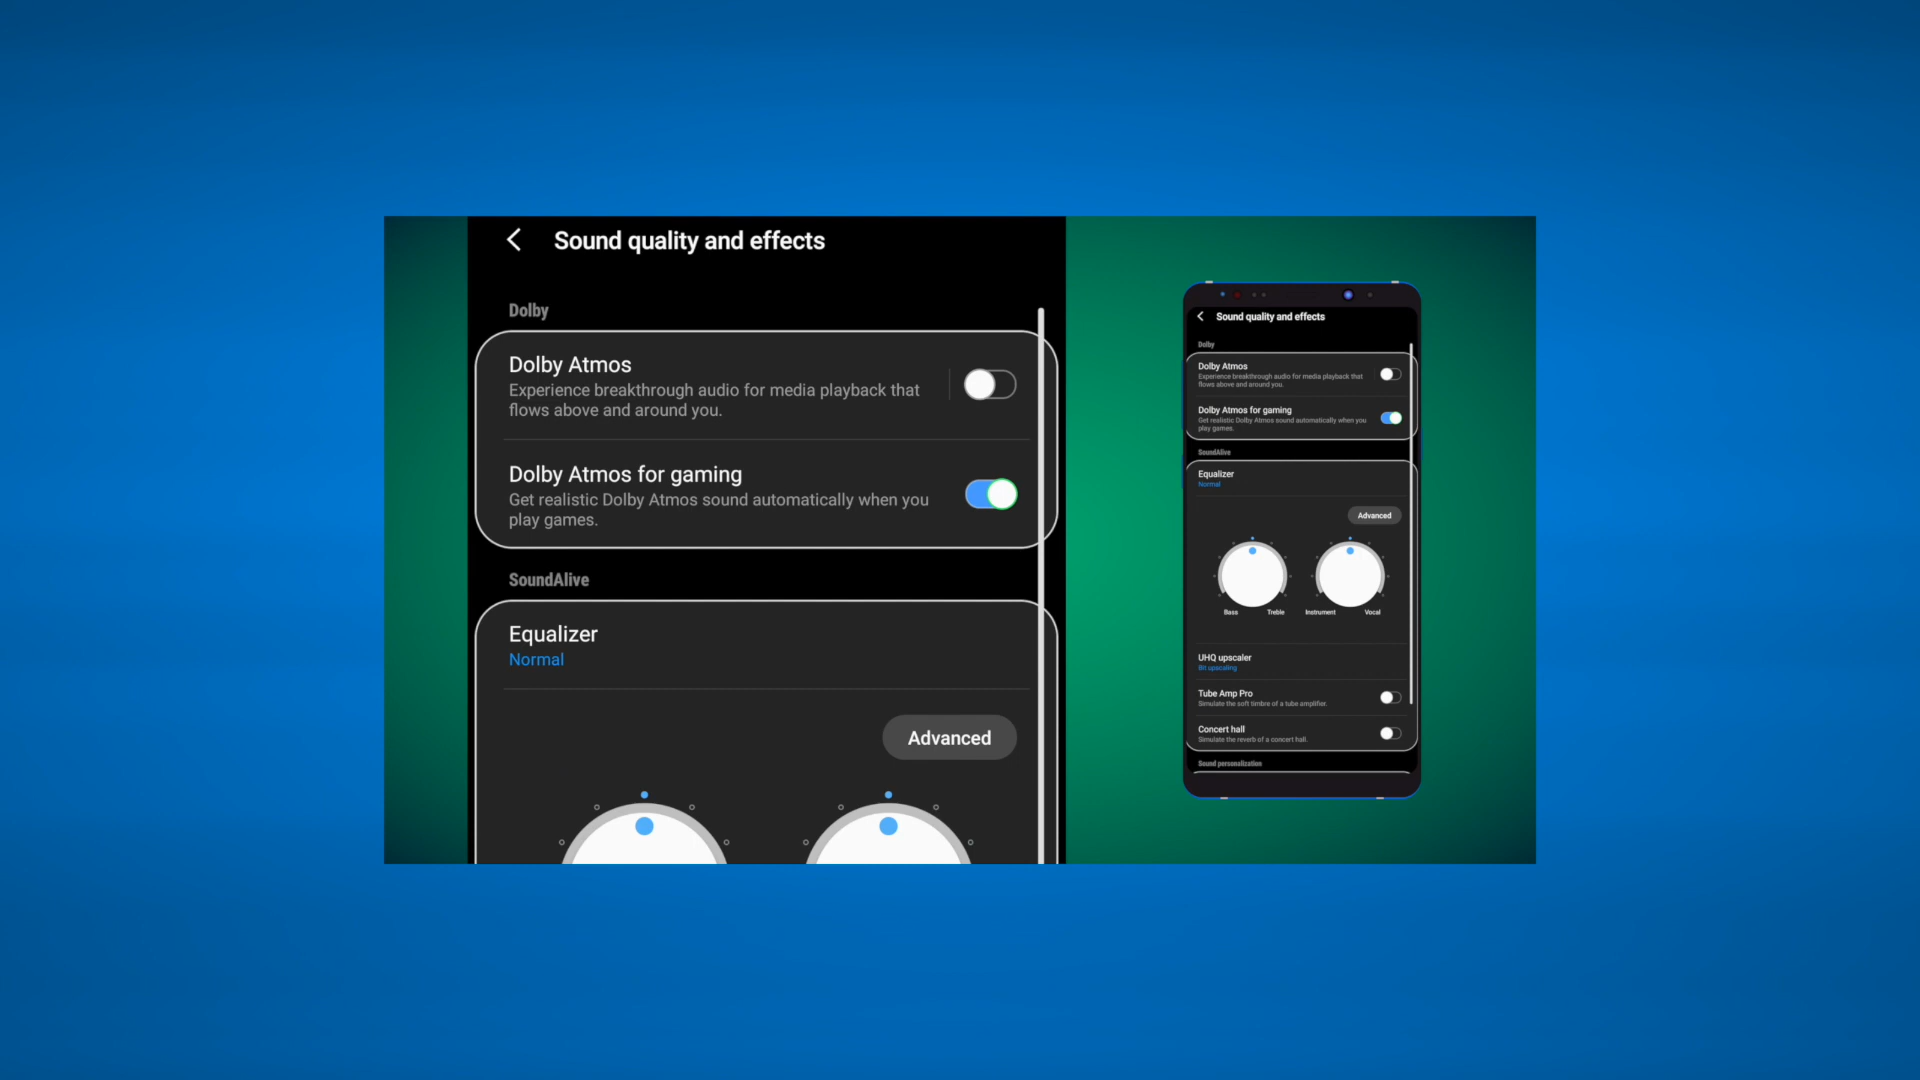 Sound quality and effects
Dolby
Dolby Atmos
Experience breakthrough audio for media playback that
flows above and around you.
Dolby Atmos for gaming
Get realistic Dolby Atmos sound automatically when you
play games.
SoundAlive
Equalizer
Normal
Advanced
Sound quality and effects
Dolby
Dolby Atmos
Experience breakthrough audio for media playback that
flows above and around you.
Dolby Atmos for gaming
Get realistic Dolby Atmos sound automatically when you
play games.
SoundAlive
Equalizer
Normal
Advanced
Bass Treble Instrument Vocal
UHQ upscaler
Bit upscaling
Tube Amp Pro
Simulate the soft timbre of a tube amplifier.
Concert hall
Simulate the reverb of a concert hall.
Sound personalization